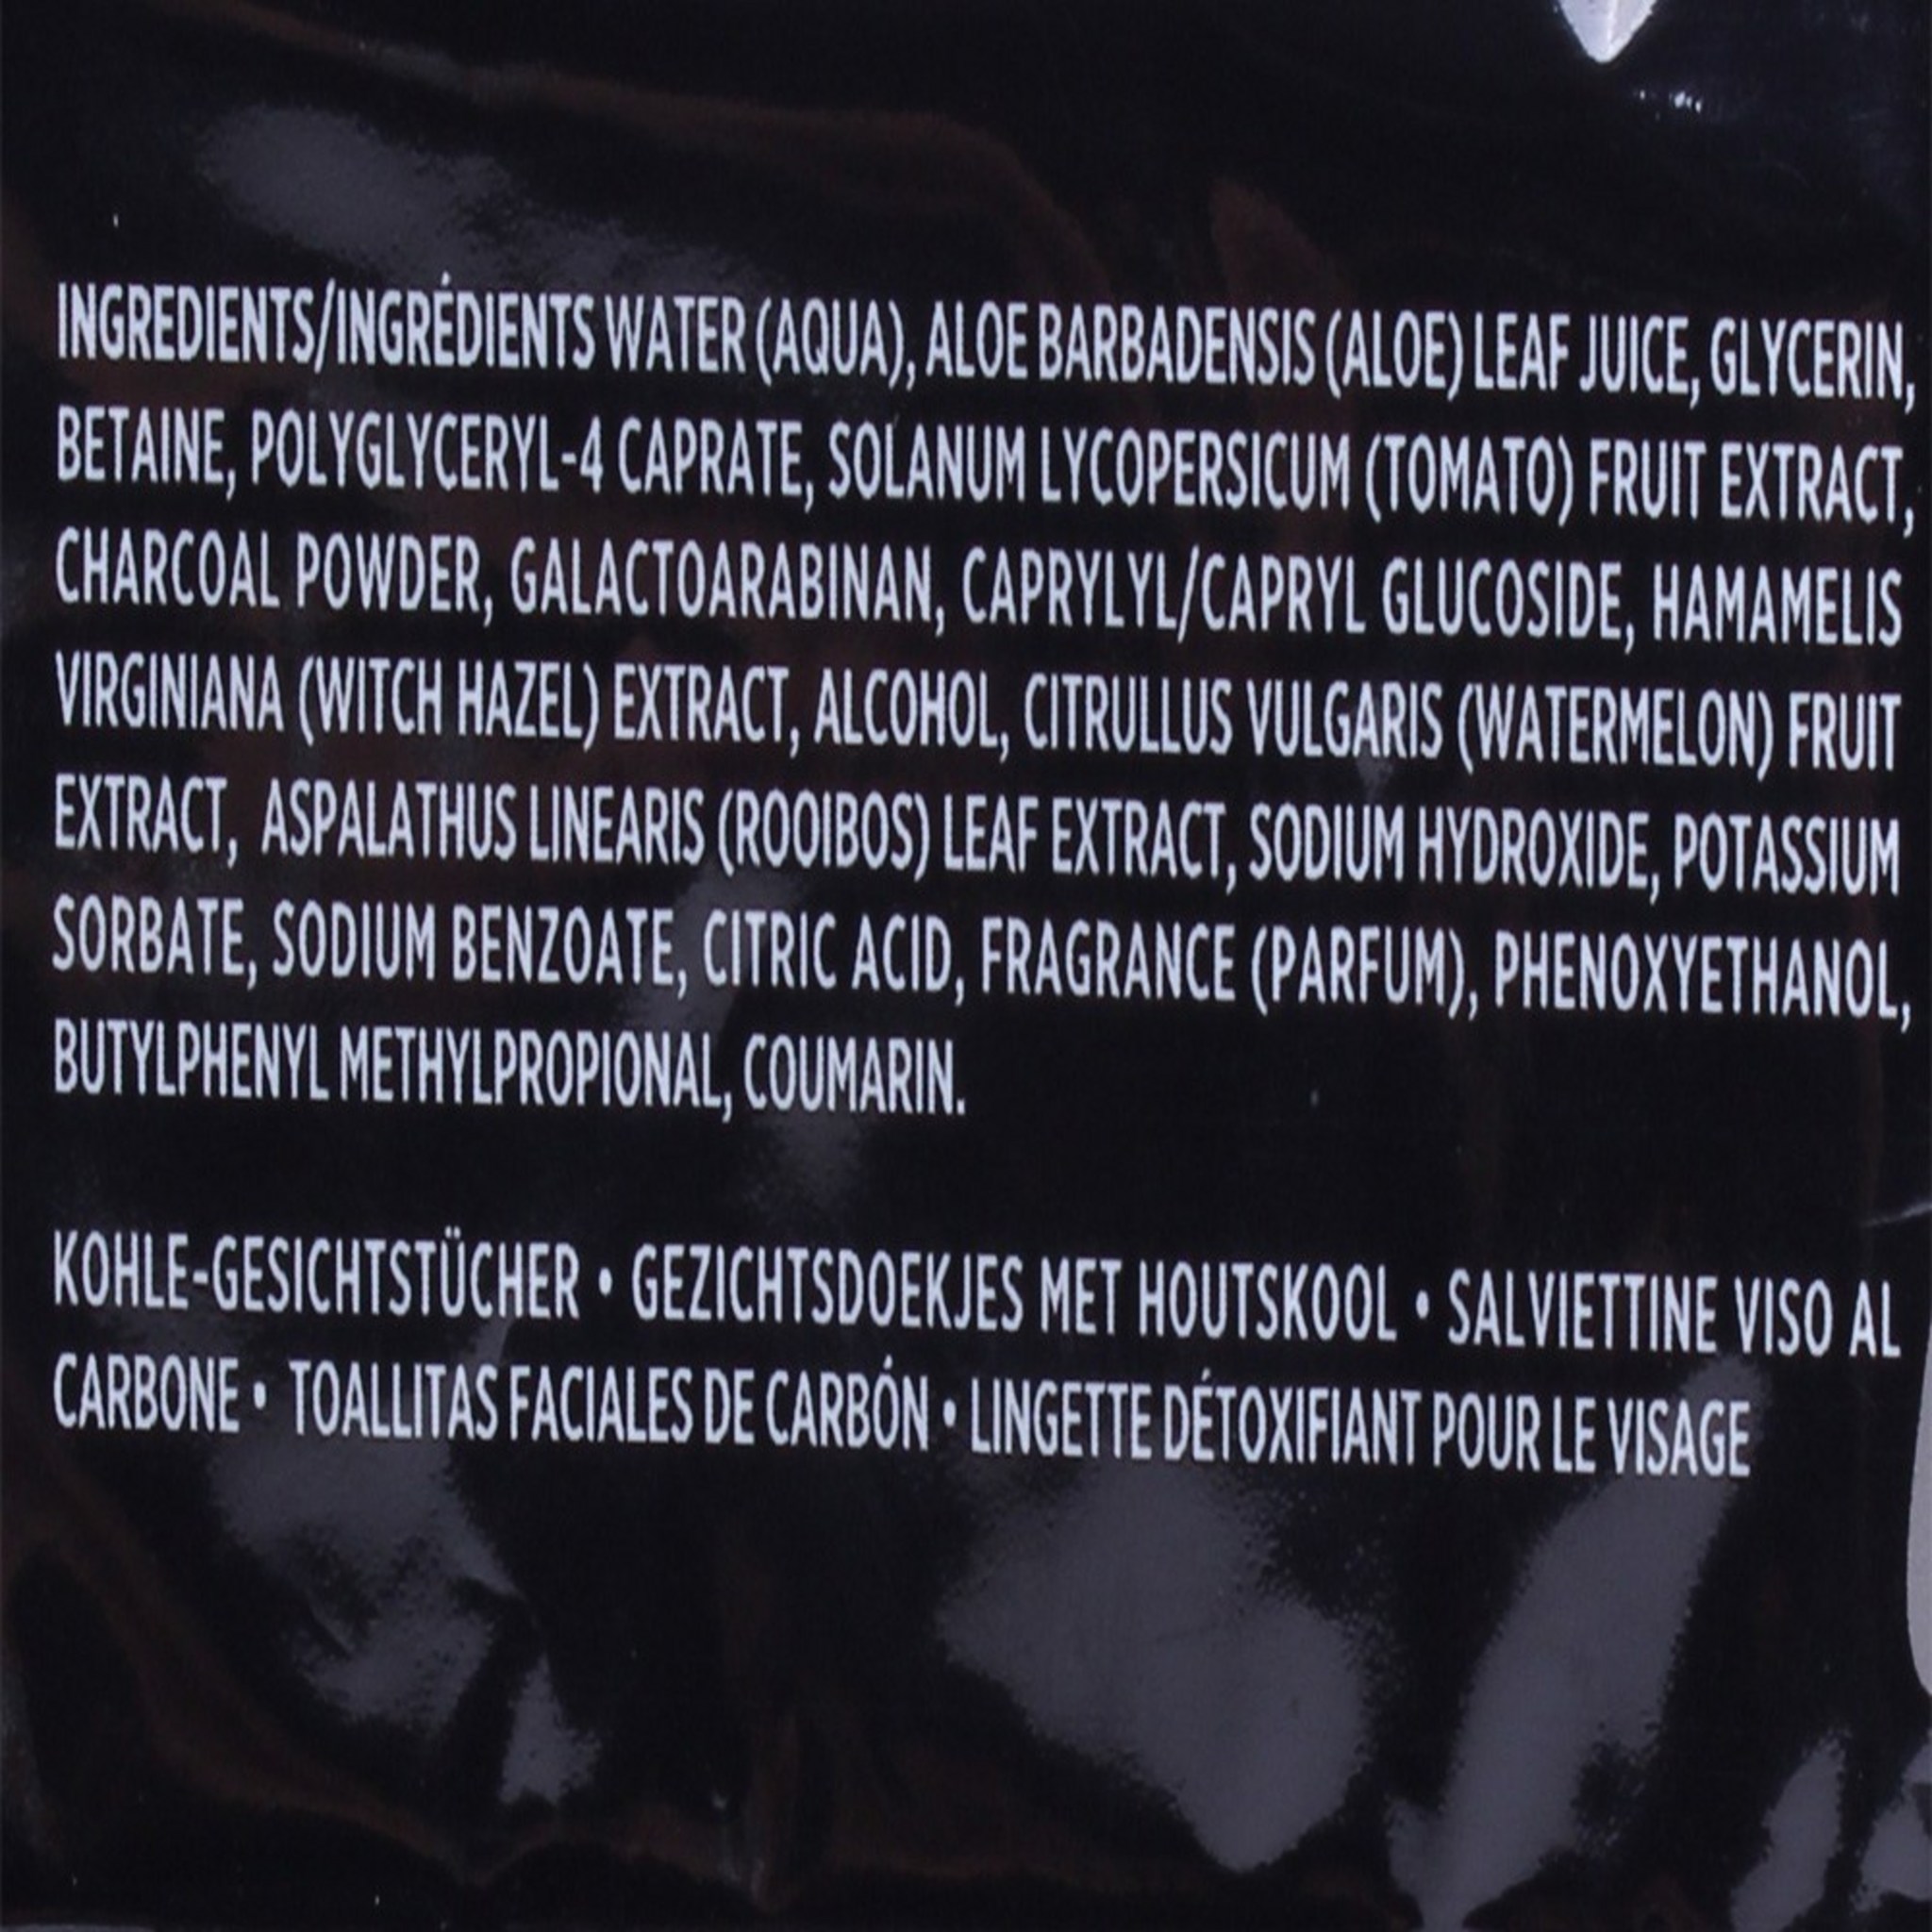 INGREDIENTS/INGRÉDIENTS WATER (AQUA), ALOE BARBADENSIS (ALOE) LEAF JUICE, GLYCERIN,
BETAINE, POLYGLYCERYL-4 CAPRATE, SOLANUM LYCOPERSICUM (TOMATO) FRUIT EXTRACT,
CHARCOAL POWDER, GALACTOARABINAN, CAPRYLYL/CAPRYL GLUCOSIDE, HAMAMELIS
VIRGINIANA (WITCH HAZEL) EXTRACT, ALCOHOL, CITRULLUS VULGARIS (WATERMELON) FRUIT
EXTRACT, ASPALATHUS LINEARIS (ROOIBOS) LEAF EXTRACT, SODIUM HYDROXIDE, POTASSIUM
SORBATE, SODIUM BENZOATE, CITRIC ACID, FRAGRANCE (PARFUM), PHENOXYETHANOL,
BUTYLPHENYL METHYLPROPIONAL, COUMARIN.
KOHLE-GESICHTSTÜCHER • GEZICHTSDOEKJES MET HOUTSKOOL • SALVIETTINE VISO AL
CARBONE • TOALLITAS FACIALES DE CARBÓN • LINGETTE DÉTOXIFIANT POUR LE VISAGE